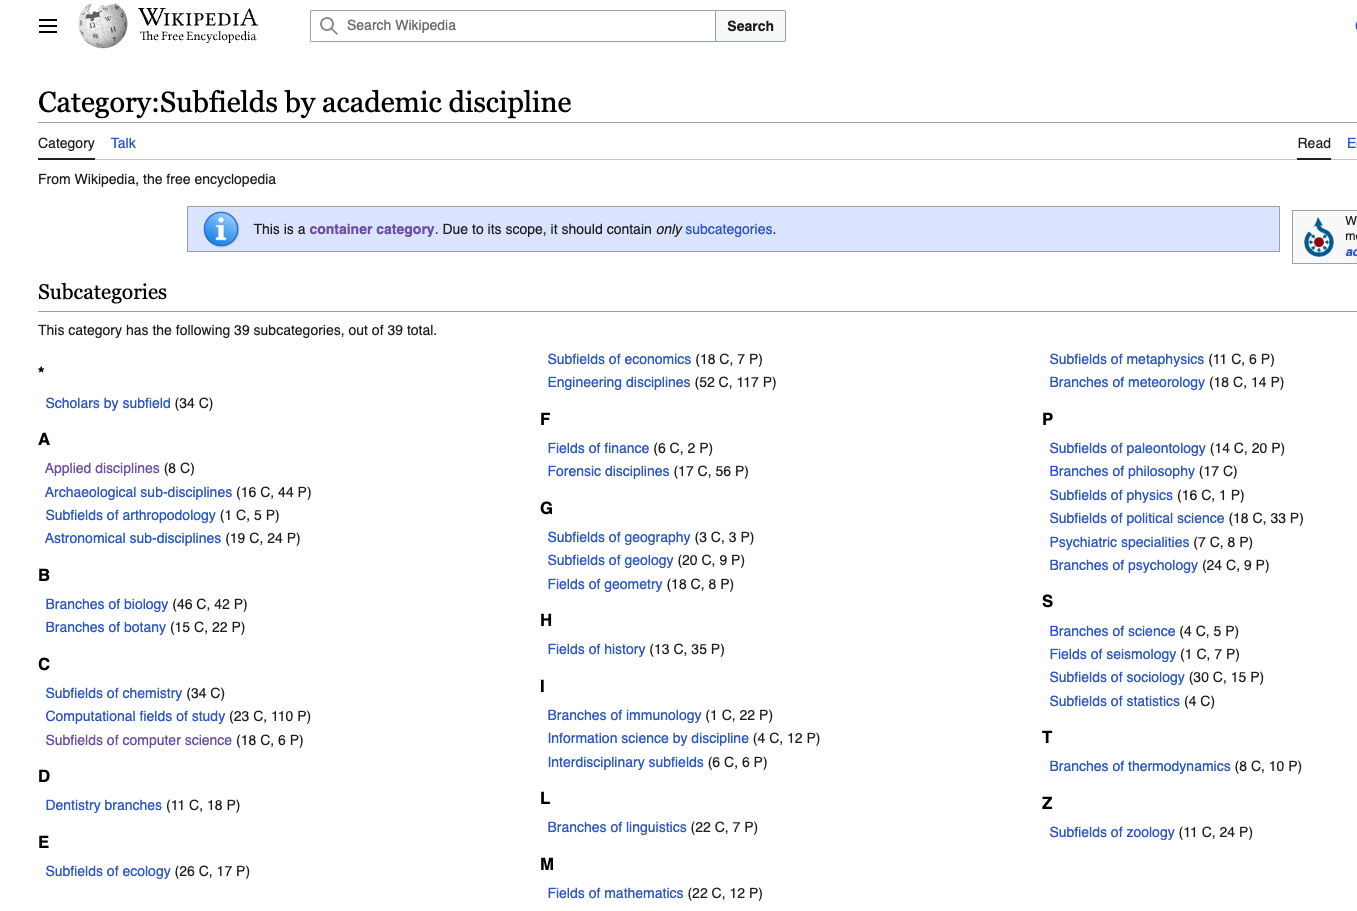 WIKIPEDIA
The Free Encyclopedia
Search Wikipedia
Search
Category:Subfields by academic discipline
Category Talk
Read
From Wikipedia, the free encyclopedia
This is a container category. Due to its scope, it should contain only subcategories.
Subcategories
This category has the following 39 subcategories, out of 39 total.
*
Scholars by subfield (34 C)
A
Applied disciplines (8 C)
Archaeological sub-disciplines (16 C, 44 P)
Subfields of arthropodology (1 C, 5 P)
Astronomical sub-disciplines (19 C, 24 P)
B
Branches of biology (46 C, 42 P)
Branches of botany (15 C, 22 P)
C
Subfields of chemistry (34 C)
Computational fields of study (23 C, 110 P)
Subfields of computer science (18 C, 6 P)
D
Dentistry branches (11 C, 18 P)
E
Subfields of ecology (26 C, 17 P)
Subfields of economics (18 C, 7 P)
Engineering disciplines (52 C, 117 P)
F
Fields of finance (6 C, 2 P)
Forensic disciplines (17 C, 56 P)
G
Subfields of geography (3 C, 3 P)
Subfields of geology (20 C, 9 P)
Fields of geometry (18 C, 8 P)
H
Fields of history (13 C, 35 P)
I
Branches of immunology (1 C, 22 P)
Information science by discipline (4 C, 12 P)
Interdisciplinary subfields (6 C, 6 P)
L
Branches of linguistics (22 C, 7 P)
M
Fields of mathematics (22 C, 12 P)
Subfields of metaphysics (11 C, 6 P)
Branches of meteorology (18 C, 14 P)
P
Subfields of paleontology (14 C, 20 P)
Branches of philosophy (17 C)
Subfields of physics (16 C, 1 P)
Subfields of political science (18 C, 33 P)
Psychiatric specialities (7 C, 8 P)
Branches of psychology (24 C, 9 P)
S
Branches of science (4 C, 5 P)
Fields of seismology (1 C, 7 P)
Subfields of sociology (30 C, 15 P)
Subfields of statistics (4 C)
T
Branches of thermodynamics (8 C, 10 P)
Z
Subfields of zoology (11 C, 24 P)